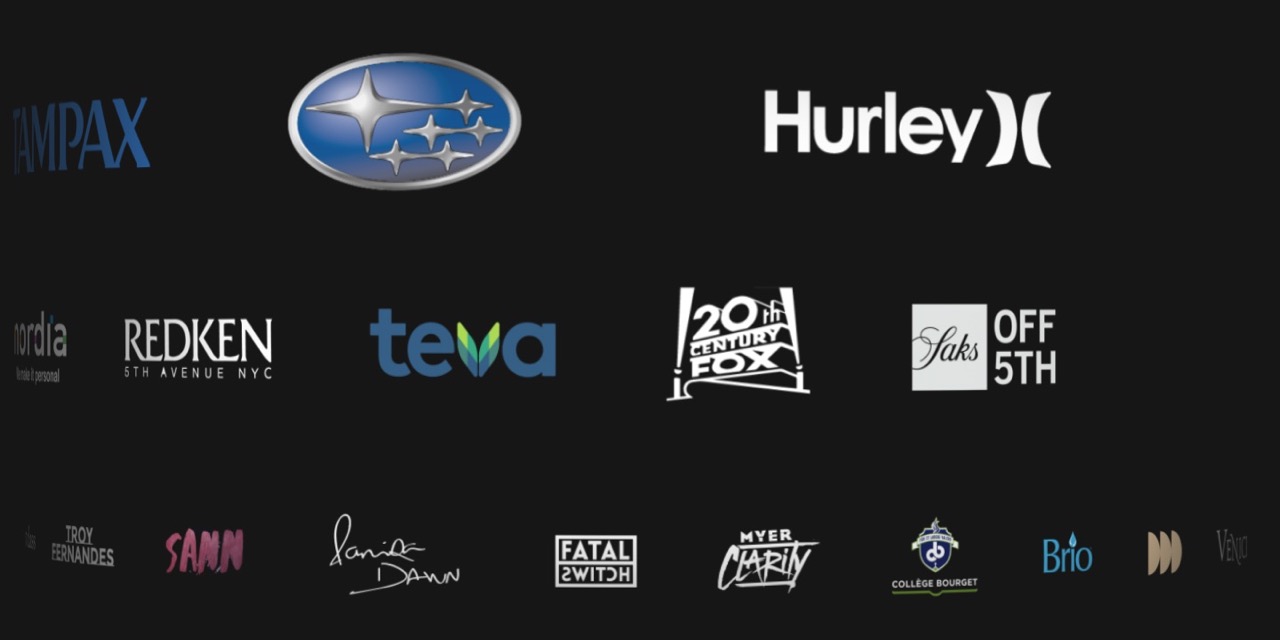 TAMPAX
Hurley
nordia
REDKEN
5TH AVENUE NYC
teva
20th
CENTURY
FOX
Saks
OFF
5TH
TROY
FERNANDES
SANN
DAWN
FATAL
SWITCH
MYER
CLARITY
COLLÈGE BOURGET
Brio